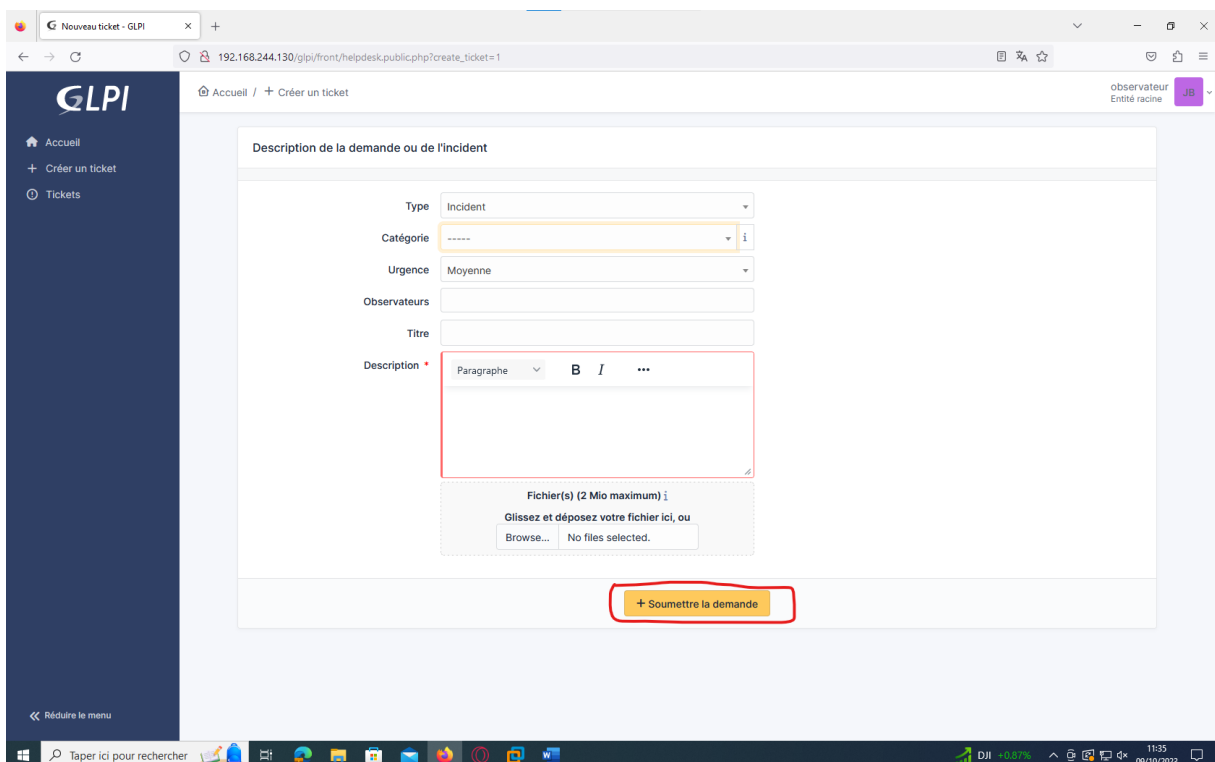 Nouveau ticket - GLPI
192.168.244.130/glpi/front/helpdesk.public.php?create_ticket=1
GLPI
Accueil / + Créer un ticket
observateur
Entité racine
JB
Accueil
+ Créer un ticket
Tickets
Description de la demande ou de l'incident
Type Incident
Catégorie -----
i
Urgence Moyenne
Observateurs
Titre
Description *
Paragraphe B I ...
Fichier(s) (2 Mio maximum) i
Glissez et déposez votre fichier ici, ou
Browse... No files selected.
+ Soumettre la demande
Réduire le menu
Taper ici pour rechercher
DJI +0.87%
11:35
09/10/2023